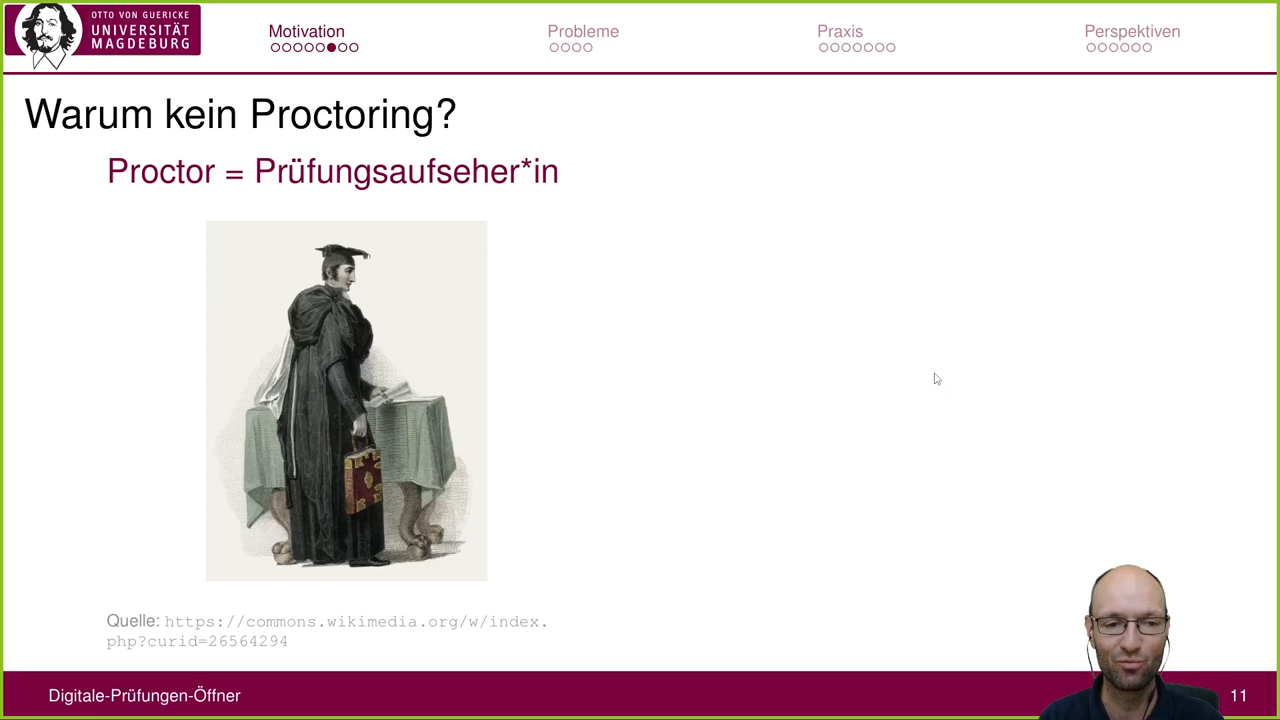 OTTO VON GUERICKE
UNIVERSITÄT
MAGDEBURG
Motivation
Probleme
Praxis
Perspektiven
Warum kein Proctoring?
Proctor = Prüfungsaufseher*in
Quelle: https://commons.wikimedia.org/w/index.
php?curid=26564294
Digitale-Prüfungen-Öffner
11